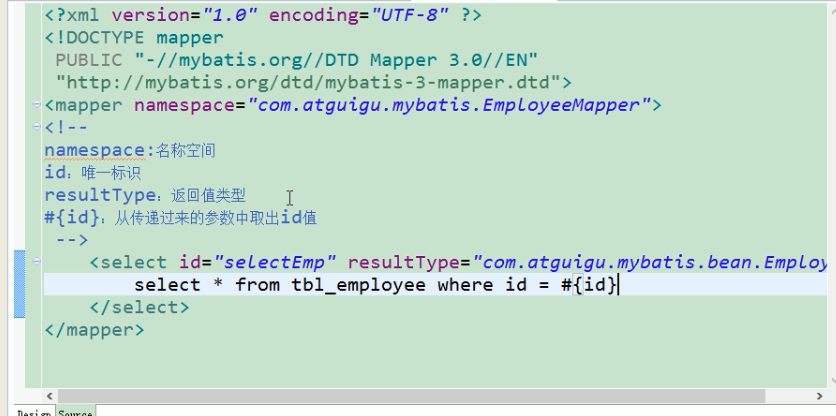 <?xml version="1.0" encoding="UTF-8" ?>
<!DOCTYPE mapper
PUBLIC "-//mybatis.org//DTD Mapper 3.0//EN"
"http://mybatis.org/dtd/mybatis-3-mapper.dtd">
<mapper namespace="com.atguigu.mybatis.EmployeeMapper">
<!--
namespace:名称空间
id：唯一标识
resultType：返回值类型
#{id}：从传递过来的参数中取出id值
-->
<select id="selectEmp" resultType="com.atguigu.mybatis.bean.Employ
select * from tbl_employee where id = #{id}
</select>
</mapper>
Design Source